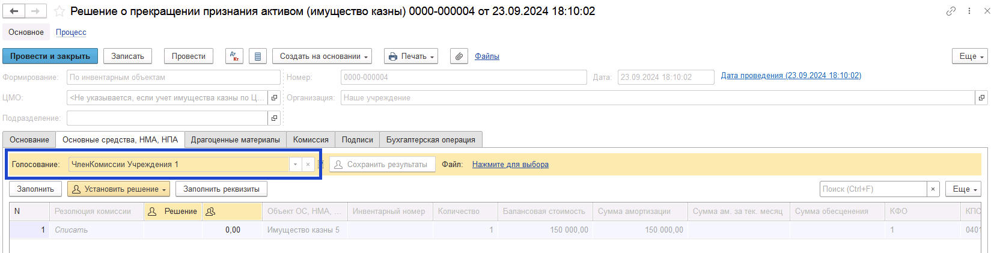 Решение о прекращении признания активом (имущество казны) 0000-000004 от 23.09.2024 18:10:02
Основное Процесс
Провести и закрыть Записать Провести Дт Кт Создать на основании Печать Файлы Еще
Формирование: По инвентарным объектам Номер: 0000-000004 Дата: 23.09.2024 18:10:02 Дата проведения (23.09.2024 18:10:02)
ЦМО: <Не указывается, если учет имущества казны по Ц... Организация: Наше учреждение
Подразделение:
Основание Основные средства, НМА, НПА Драгоценные материалы Комиссия Подписи Бухгалтерская операция
Голосование: ЧленКомиссии Учреждения 1 Сохранить результаты Файл: Нажмите для выбора
Заполнить Установить решение Заполнить реквизиты Поиск (Ctrl+F) × Еще
N Резолюция комиссии Решение Объект ОС, НМА, ... Инвентарный номер Количество Балансовая стоимость Сумма амортизации Сумма ам. за тек. месяц Сумма обесценения КФО КПС
1 Списать 0,00 Имущество казны 5 1 150 000,00 150 000,00 1 0401